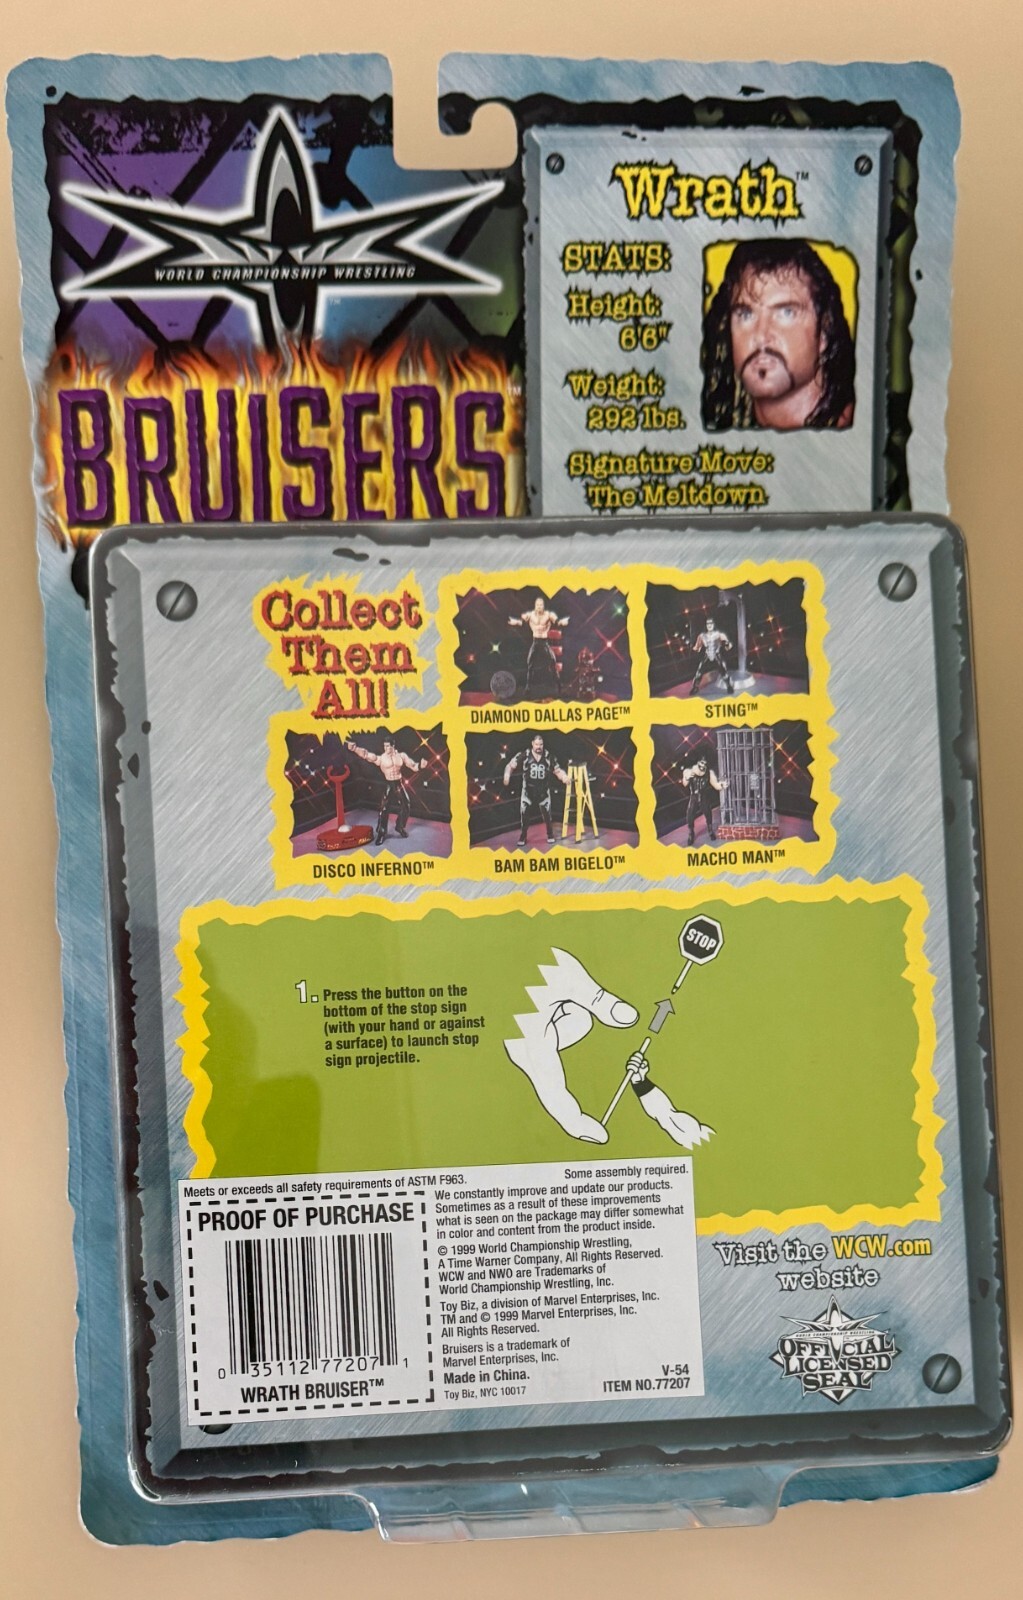 WORLD CHAMPIONSHIP WRESTLING™
BRUISERS™
Wrath™
STATS:
Height:
6'6"
Weight:
292 lbs.
Signature Move:
The Meltdown
Collect
Them
All!
DIAMOND DALLAS PAGE™
STING™
DISCO INFERNO™
BAM BAM BIGELO™
MACHO MAN™
1. Press the button on the
bottom of the stop sign
(with your hand or against
a surface) to launch stop
sign projectile.
STOP
Meets or exceeds all safety requirements of ASTM F963.
Some assembly required.
PROOF OF PURCHASE
0 35112 77207 1
WRATH BRUISER™
We constantly improve and update our products.
Sometimes as a result of these improvements
what is seen on the package may differ somewhat
in color and content from the product inside.
© 1999 World Championship Wrestling,
A Time Warner Company, All Rights Reserved.
WCW and NWO are Trademarks of
World Championship Wrestling, Inc.
Toy Biz, a division of Marvel Enterprises, Inc.
TM and © 1999 Marvel Enterprises, Inc.
All Rights Reserved.
Bruisers is a trademark of
Marvel Enterprises, Inc.
Made in China.
Toy Biz, NYC 10017
V-54
ITEM NO.77207
Visit the WCW.com
website
WORLD CHAMPIONSHIP WRESTLING
OFFICIAL
LICENSED
SEAL